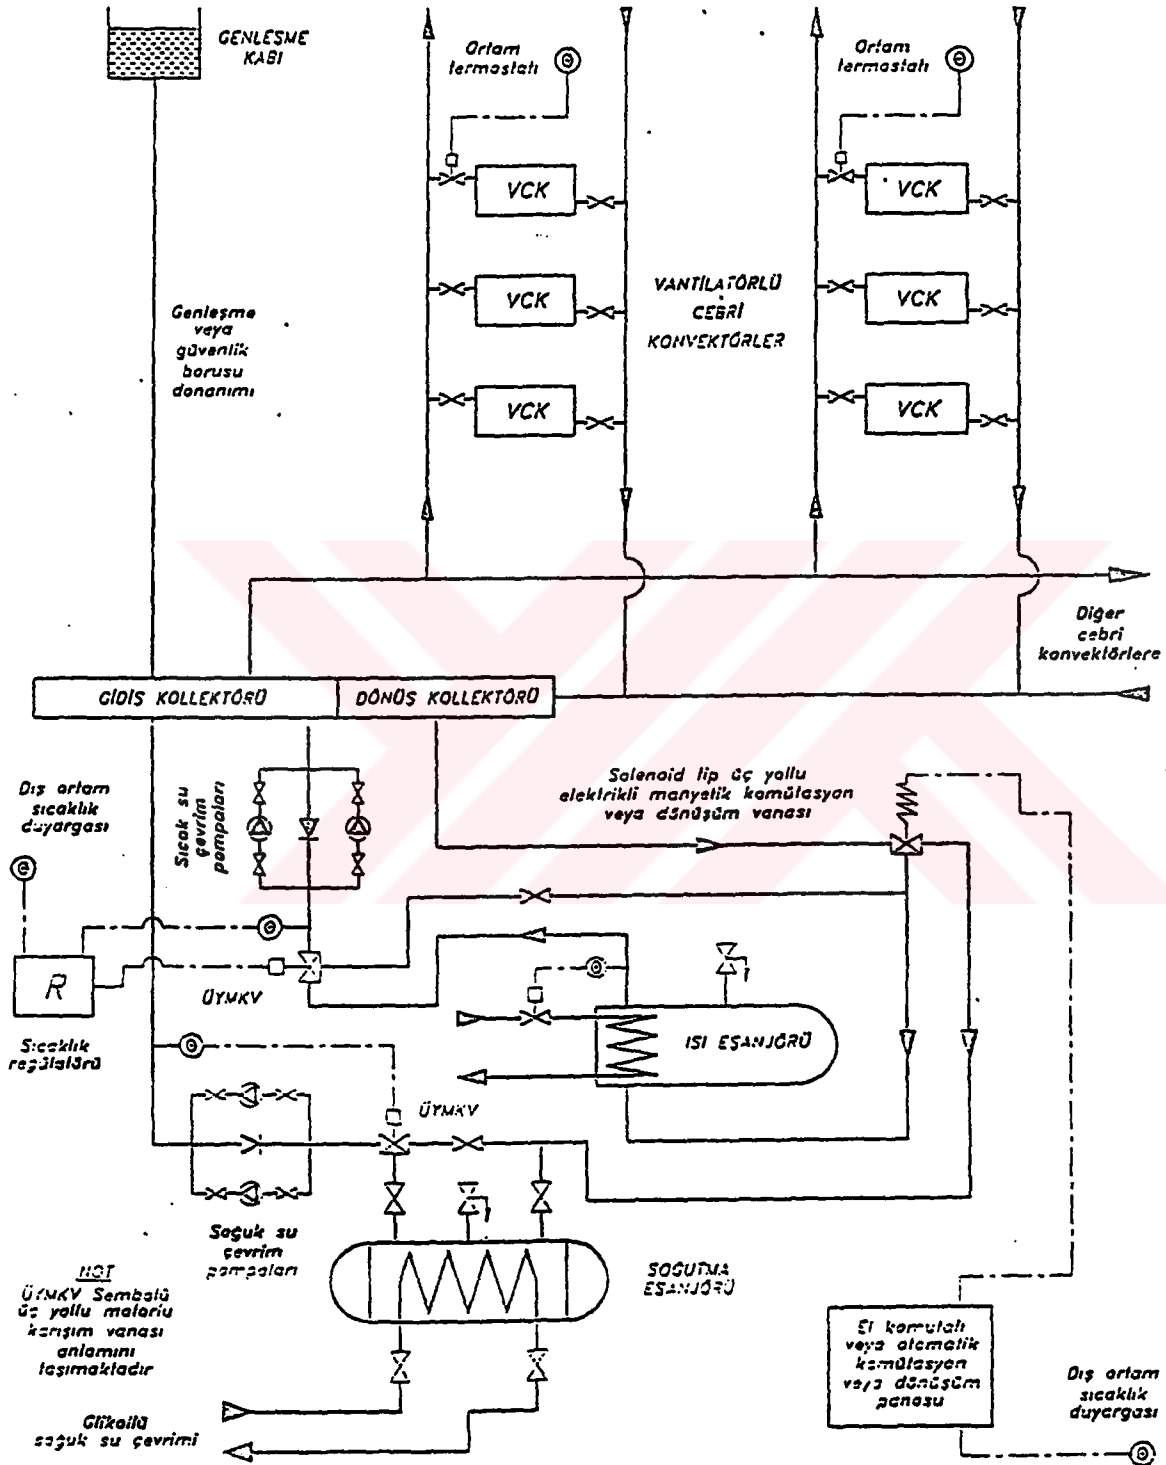 GENLEŞME
KABI
Ortam
termostatı
Ortam
termostatı
VCK
VCK
VCK
VCK
VANTİLATÖRLÜ
CEBRİ
KONVEKTÖRLER
Genleşme
veya
güvenlik
borusu
donanımı
VCK
VCK
Diğer
cebri
konvektörlere
GİDİŞ KOLLEKTÖRÜ
DÖNÜŞ KOLLEKTÖRÜ
Dış ortam
sıcaklık
duyargası
Sıcak su
çevrim
pompaları
Solenoid tip üç yollu
elektrikli manyetik komütasyon
veya dönüşüm vanası
R
ÜYMKV
Sıcaklık
regülatörü
ISI EŞANJÖRÜ
ÜYMKV
Soğuk su
çevrim
pompaları
SOĞUTMA
EŞANJÖRÜ
NOT
ÜYMKV Sembolü
üç yollu motorlu
karışım vanası
anlamını
taşımaktadır
El kumutalı
veya otomatik
komütasyon
veya dönüşüm
panosu
Dış ortam
sıcaklık
duyargası
Glikollü
soğuk su çevrimi